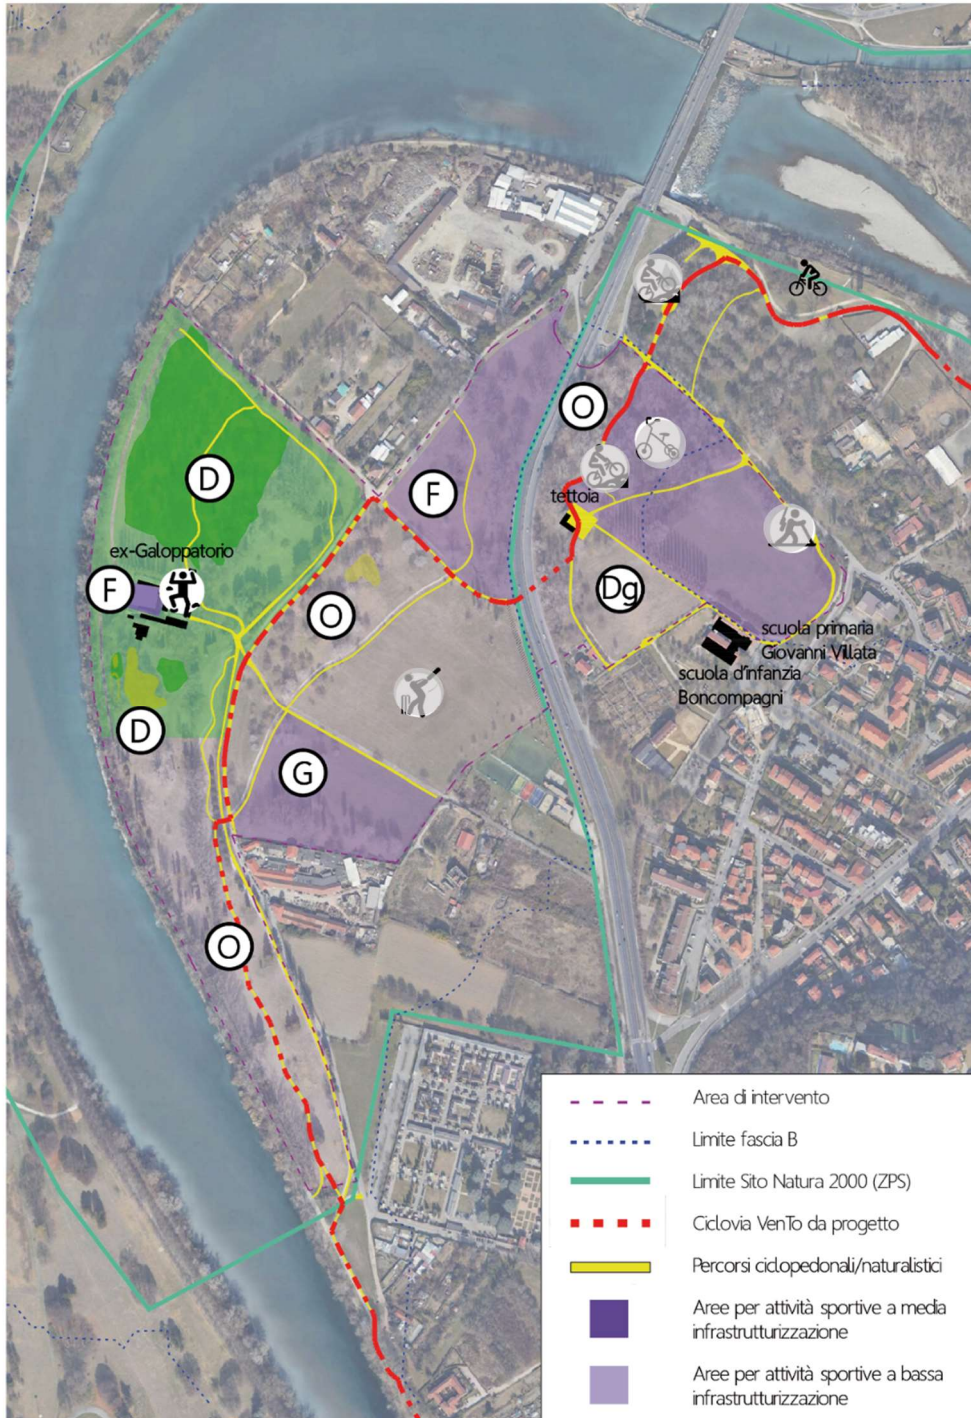 O
tettoia
F
D
ex-Galoppatorio
F
O
Dg
scuola primaria
Giovanni Villata
scuola d'infanzia
Boncompagni
D
G
O
Area di intervento
Limite fascia B
Limite Sito Natura 2000 (ZPS)
Ciclovia VenTo da progetto
Percorsi ciclopedonali/naturalistici
Aree per attività sportive a media
infrastrutturizzazione
Aree per attività sportive a bassa
infrastrutturizzazione